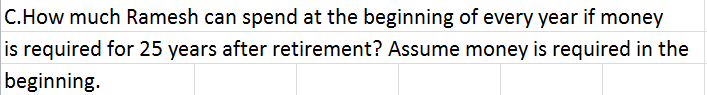 C.How much Ramesh can spend at the beginning of every year if money
is required for 25 years after retirement? Assume money is required in the
beginning.